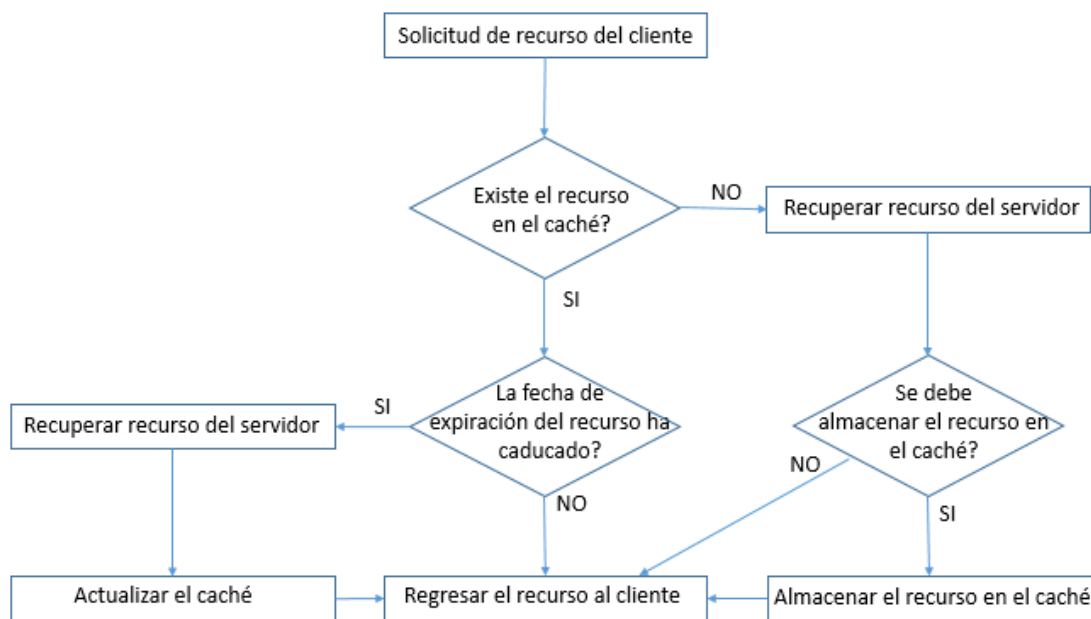 Solicitud de recurso del cliente
Existe el recurso
en el caché?
NO
Recuperar recurso del servidor
SI
La fecha de
expiración del recurso ha
caducado?
SI
Recuperar recurso del servidor
Se debe
almacenar el recurso en
el caché?
NO
NO
SI
Actualizar el caché
Regresar el recurso al cliente
Almacenar el recurso en el caché